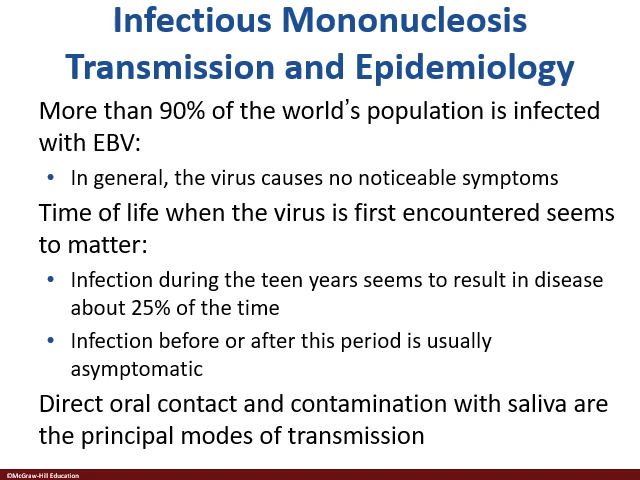 Infectious Mononucleosis
Transmission and Epidemiology
More than 90% of the world’s population is infected
with EBV:
• In general, the virus causes no noticeable symptoms
Time of life when the virus is first encountered seems
to matter:
• Infection during the teen years seems to result in disease
about 25% of the time
• Infection before or after this period is usually
asymptomatic
Direct oral contact and contamination with saliva are
the principal modes of transmission
©McGraw-Hill Education